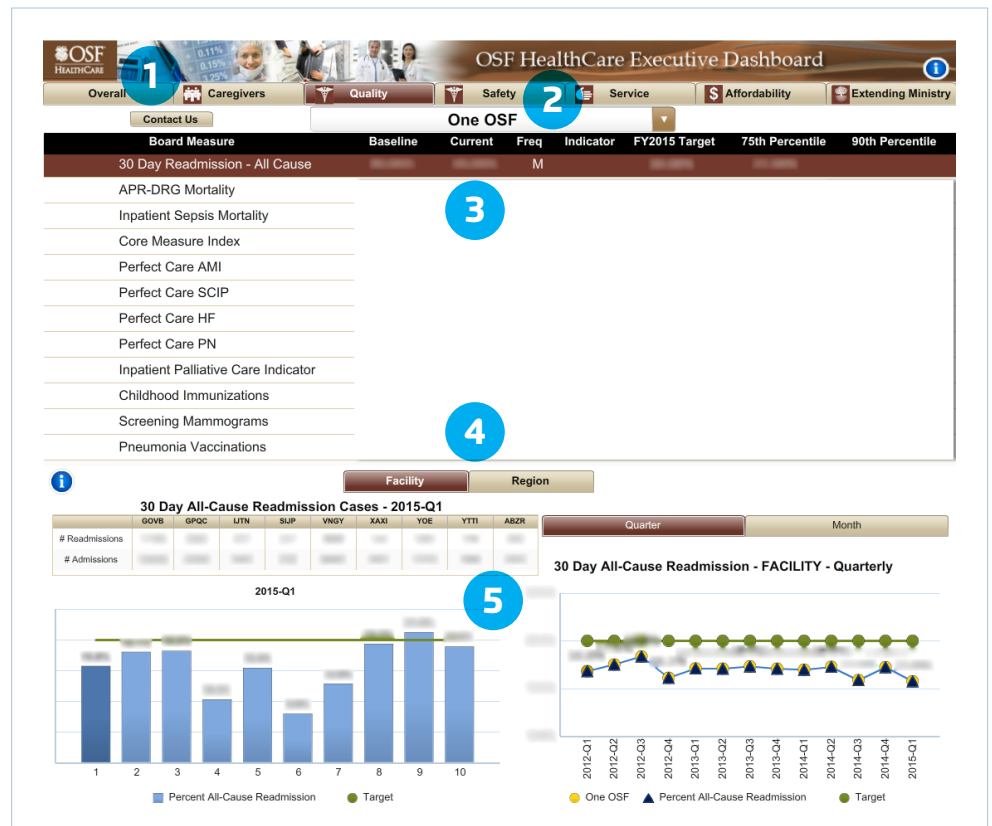 OSF
HEALTHCARE
OSF HealthCare Executive Dashboard
1
Overall Caregivers Quality Safety Service $ Affordability Extending Ministry
2
Contact Us One OSF
Board Measure Baseline Current Freq Indicator FY2015 Target 75th Percentile 90th Percentile
30 Day Readmission - All Cause M
APR-DRG Mortality
3
Inpatient Sepsis Mortality
Core Measure Index
Perfect Care AMI
Perfect Care SCIP
Perfect Care HF
Perfect Care PN
Inpatient Palliative Care Indicator
Childhood Immunizations
Screening Mammograms
4
Pneumonia Vaccinations
Facility Region
30 Day All-Cause Readmission Cases - 2015-Q1
GOVB GPQC IJTN SIJP VNGY XAXI YOE YTTI ABZR
# Readmissions
# Admissions
Quarter Month
30 Day All-Cause Readmission - FACILITY - Quarterly
2015-Q1
5
1 2 3 4 5 6 7 8 9 10
Percent All-Cause Readmission Target
2012-Q1 2012-Q2 2012-Q3 2012-Q4 2013-Q1 2013-Q2 2013-Q3 2013-Q4 2014-Q1 2014-Q2 2014-Q3 2014-Q4 2015-Q1
One OSF Percent All-Cause Readmission Target